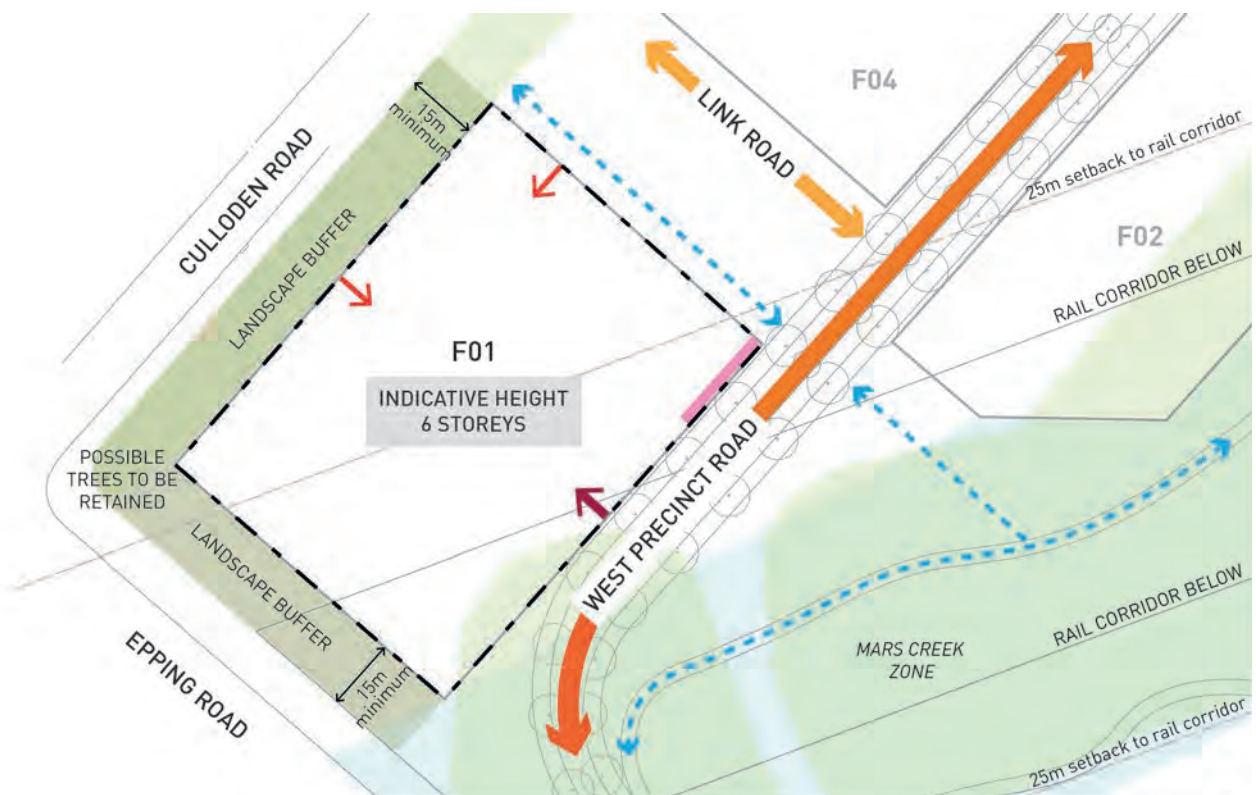 F04
LINK ROAD
15m
minimum
CULLODEN ROAD
25m setback to rail corridor
F02
RAIL CORRIDOR BELOW
LANDSCAPE BUFFER
F01
INDICATIVE HEIGHT
6 STOREYS
POSSIBLE
TREES TO BE
RETAINED
WEST PRECINCT ROAD
LANDSCAPE BUFFER
EPPING ROAD
15m
minimum
MARS CREEK
ZONE
RAIL CORRIDOR BELOW
25m setback to rail corridor